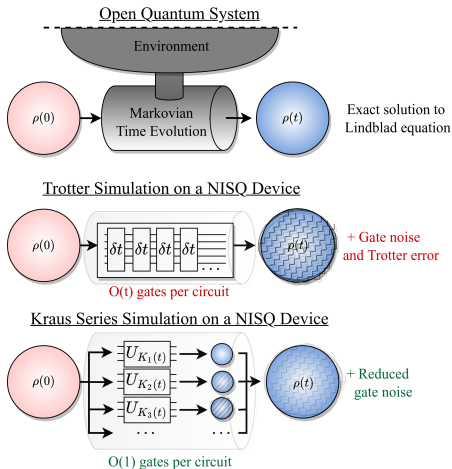 Open Quantum System
Environment
ρ(0)
Markovian
Time Evolution
ρ(t)
Exact solution to
Lindblad equation
Trotter Simulation on a NISQ Device
ρ(0)
δt δt δt δt
...
ρ(t)
+ Gate noise
and Trotter error
O(t) gates per circuit
Kraus Series Simulation on a NISQ Device
ρ(0)
U_{K_1(t)}
U_{K_2(t)}
U_{K_3(t)}
... ...
ρ(t)
+ Reduced
gate noise
O(1) gates per circuit